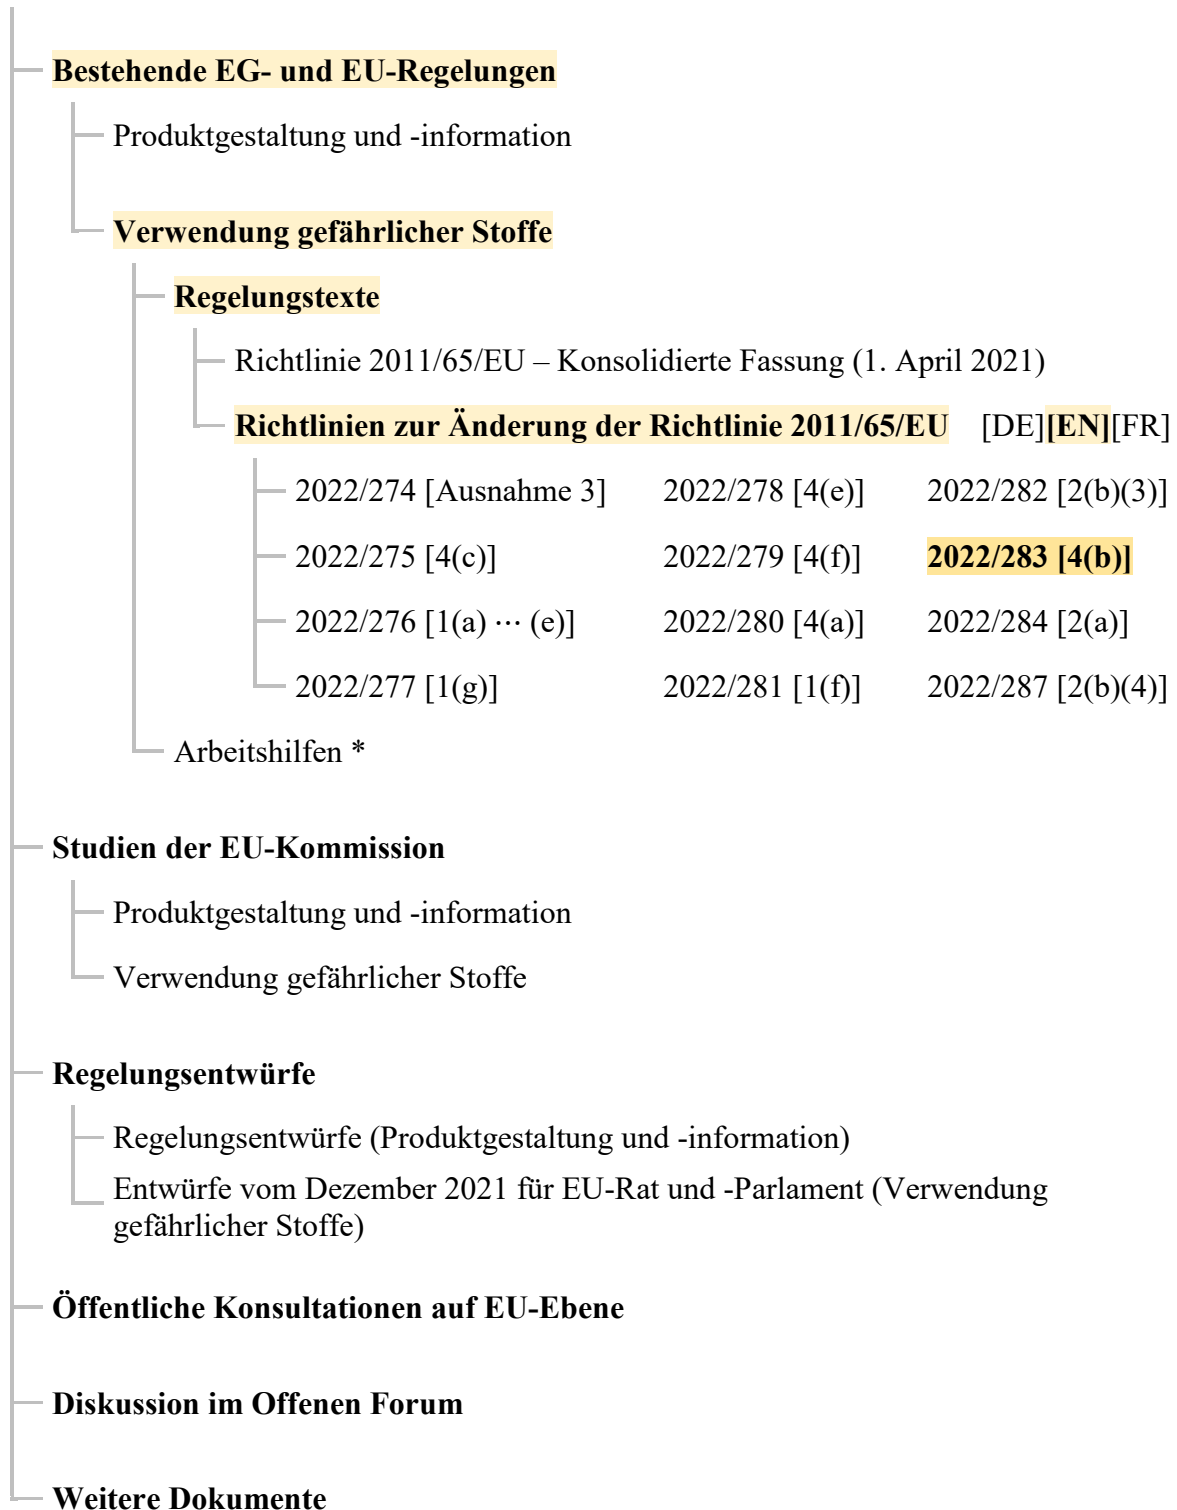 Bestehende EG- und EU-Regelungen
Produktgestaltung und -information
Verwendung gefährlicher Stoffe
Regelungstexte
Richtlinie 2011/65/EU – Konsolidierte Fassung (1. April 2021)
Richtlinien zur Änderung der Richtlinie 2011/65/EU [DE][EN][FR]
2022/274 [Ausnahme 3] 2022/278 [4(e)] 2022/282 [2(b)(3)]
2022/275 [4(c)] 2022/279 [4(f)] 2022/283 [4(b)]
2022/276 [1(a) ··· (e)] 2022/280 [4(a)] 2022/284 [2(a)]
2022/277 [1(g)] 2022/281 [1(f)] 2022/287 [2(b)(4)]
Arbeitshilfen *
Studien der EU-Kommission
Produktgestaltung und -information
Verwendung gefährlicher Stoffe
Regelungsentwürfe
Regelungsentwürfe (Produktgestaltung und -information)
Entwürfe vom Dezember 2021 für EU-Rat und -Parlament (Verwendung
gefährlicher Stoffe)
Öffentliche Konsultationen auf EU-Ebene
Diskussion im Offenen Forum
Weitere Dokumente